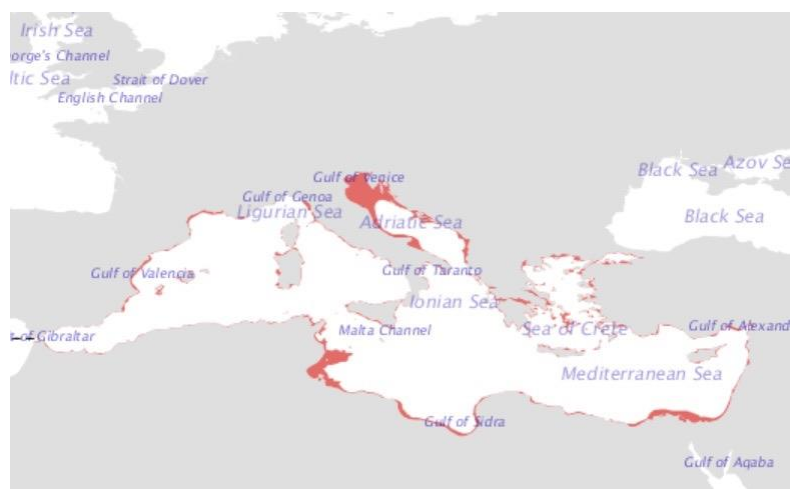 Irish Sea
orge's Channel
ltic Sea
Strait of Dover
English Channel
Black Sea
Azov Se
Gulf of Venice
Gulf of Genoa
Ligurian Sea
Adriatic Sea
Black Sea
Gulf of Valencia
Gulf of Taranto
Ionian Sea
t of Gibraltar
Malta Channel
Sea of Crete
Gulf of Alexand
Mediterranean Sea
Gulf of Sidra
Gulf of Aqaba